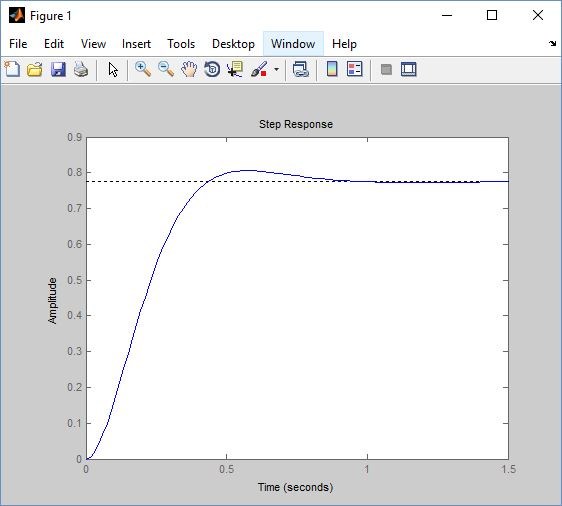 Figure 1
File Edit View Insert Tools Desktop Window Help
Step Response
0.9
0.8
0.7
0.6
0.5
0.4
0.3
0.2
0.1
0
Amplitude
0 0.5 1 1.5
Time (seconds)